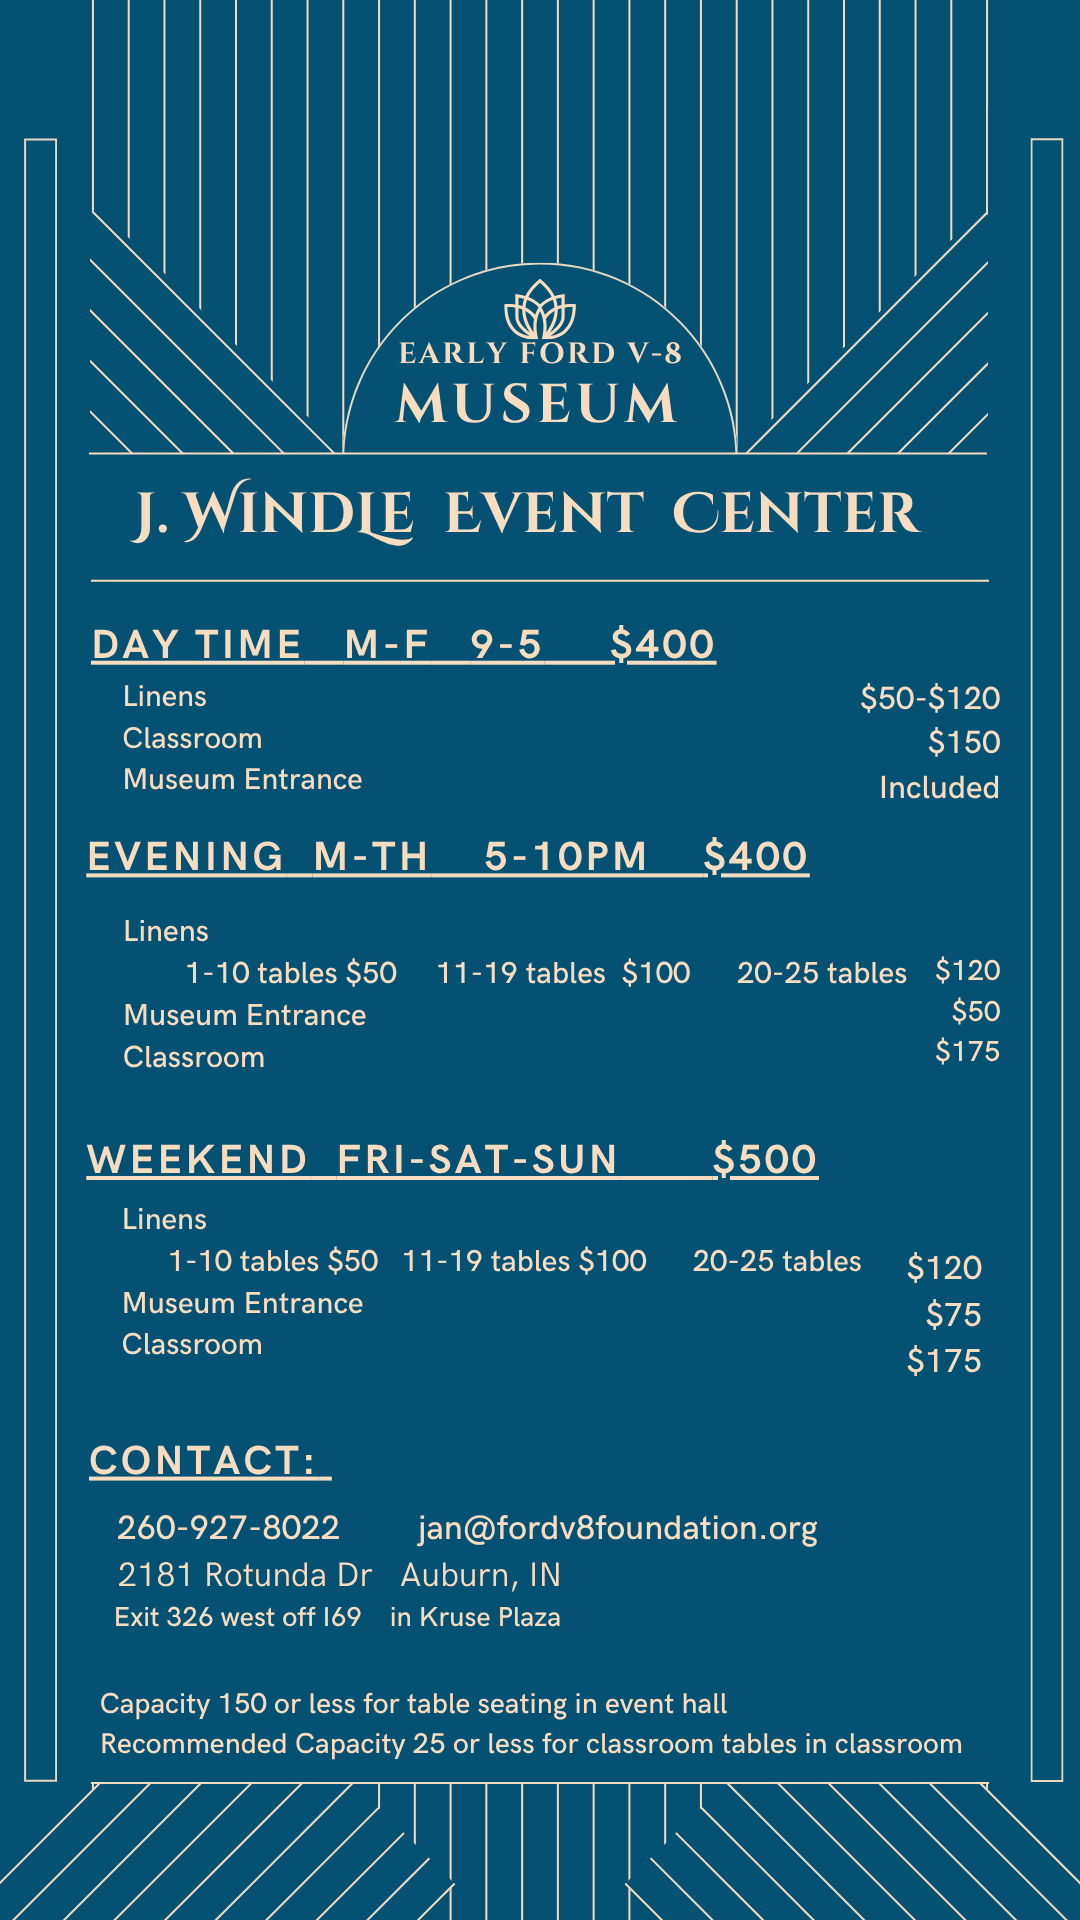 EARLY FORD V-8
MUSEUM
J. WINDLE EVENT CENTER
DAY TIME M-F 9-5 $400
Linens $50-$120
Classroom $150
Museum Entrance Included
EVENING M-TH 5-10PM $400
Linens
1-10 tables $50 11-19 tables $100 20-25 tables $120
Museum Entrance $50
Classroom $175
WEEKEND FRI-SAT-SUN $500
Linens
1-10 tables $50 11-19 tables $100 20-25 tables $120
Museum Entrance $75
Classroom $175
CONTACT:
260-927-8022 jan@fordv8foundation.org
2181 Rotunda Dr Auburn, IN
Exit 326 west off I69 in Kruse Plaza
Capacity 150 or less for table seating in event hall
Recommended Capacity 25 or less for classroom tables in classroom